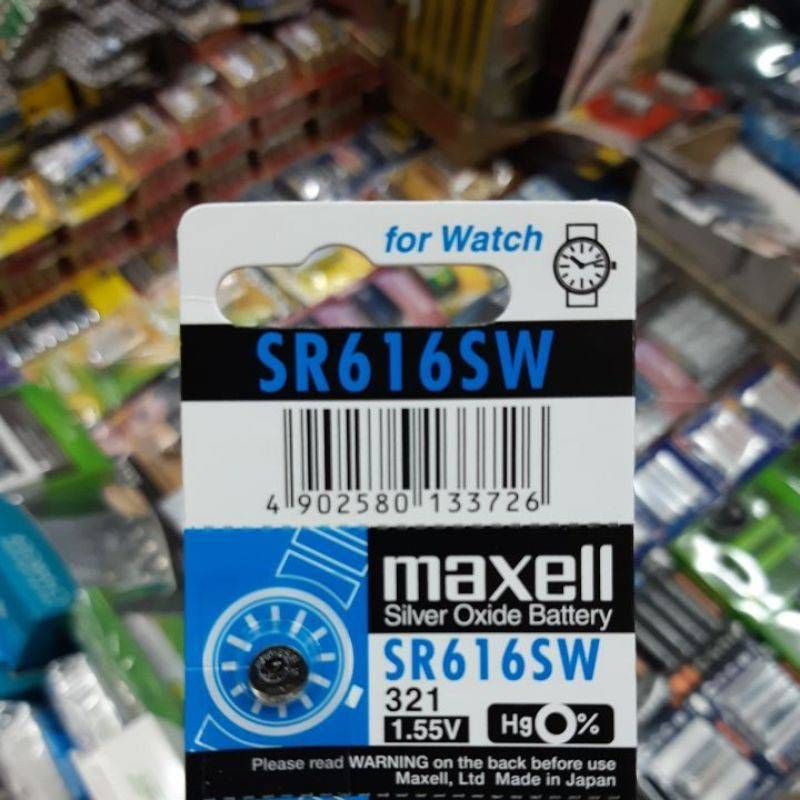 for Watch
SR616SW
4 902580 133726
maxell
Silver Oxide Battery
SR616SW
321
1.55V
Hg0%
Please read WARNING on the back before use
Maxell, Ltd Made in Japan